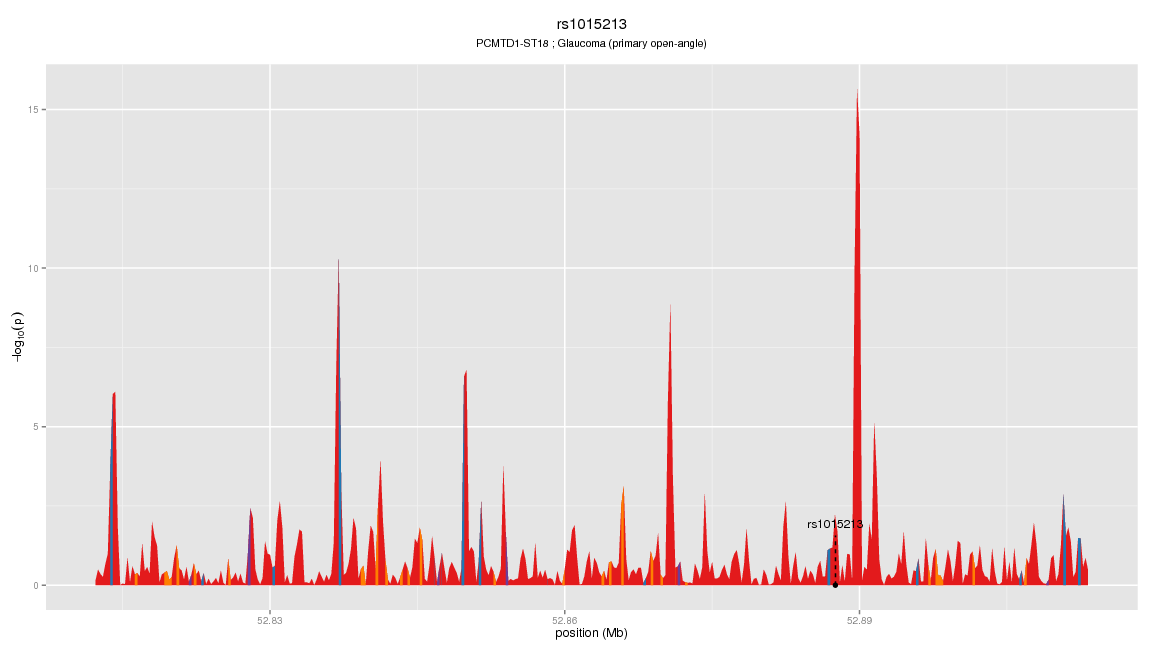 rs1015213
PCMTD1-ST18 ; Glaucoma (primary open-angle)
15
10
5
0
−log10(p)
rs1015213
52.83
52.86
52.89
position (Mb)